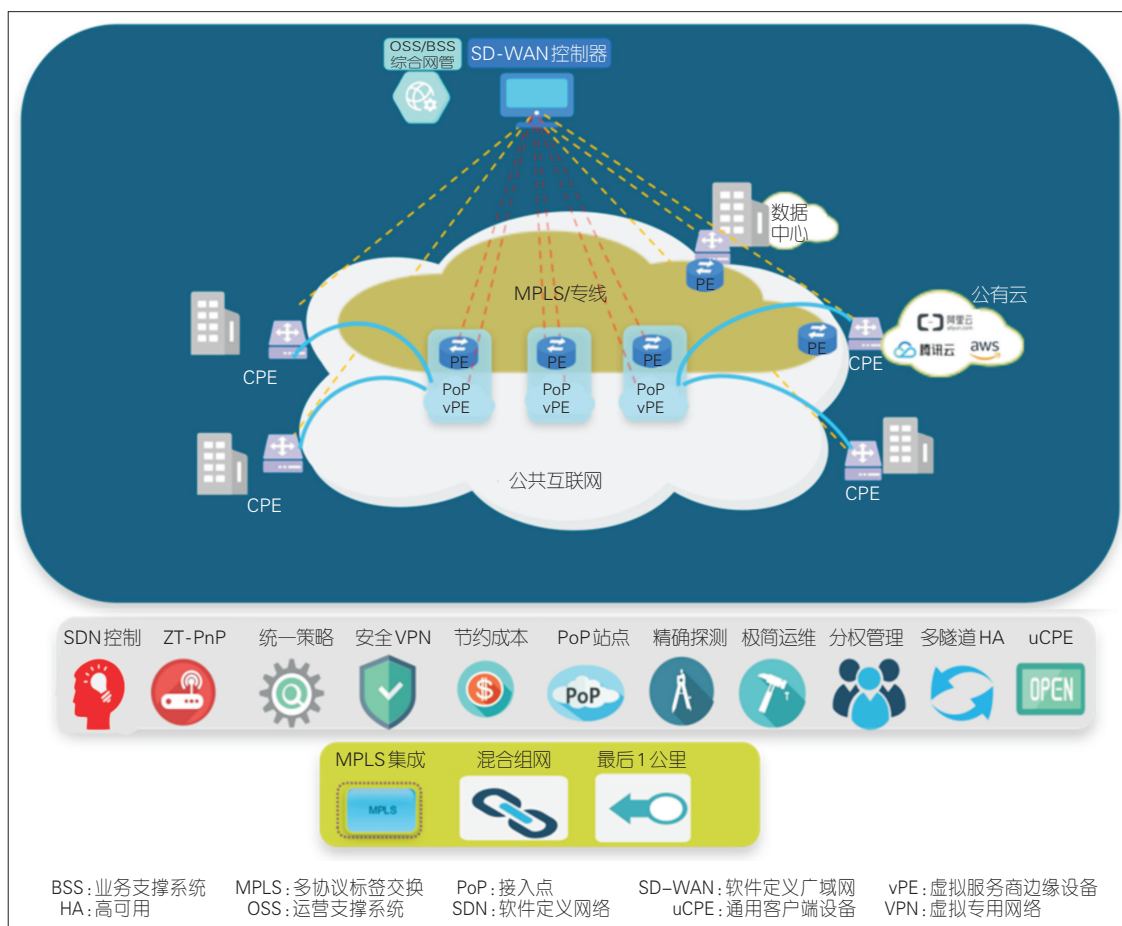 OSS/BSS
综合网管
SD-WAN控制器
数据
中心
PE
MPLS/专线
公有云
阿里云
aliyun.com
腾讯云 aws
PE
CPE
CPE
PE PE PE
PoP PoP PoP
vPE vPE vPE
公共互联网
CPE
CPE
SDN控制 ZT-PnP 统一策略 安全VPN 节约成本 PoP站点 精确探测 极简运维 分权管理 多隧道HA uCPE
PoP
OPEN
MPLS集成 混合组网 最后1公里
MPLS
BSS:业务支撑系统 MPLS:多协议标签交换 PoP:接入点 SD-WAN:软件定义广域网 vPE:虚拟服务商边缘设备
HA:高可用 OSS:运营支撑系统 SDN:软件定义网络 uCPE:通用客户端设备 VPN:虚拟专用网络